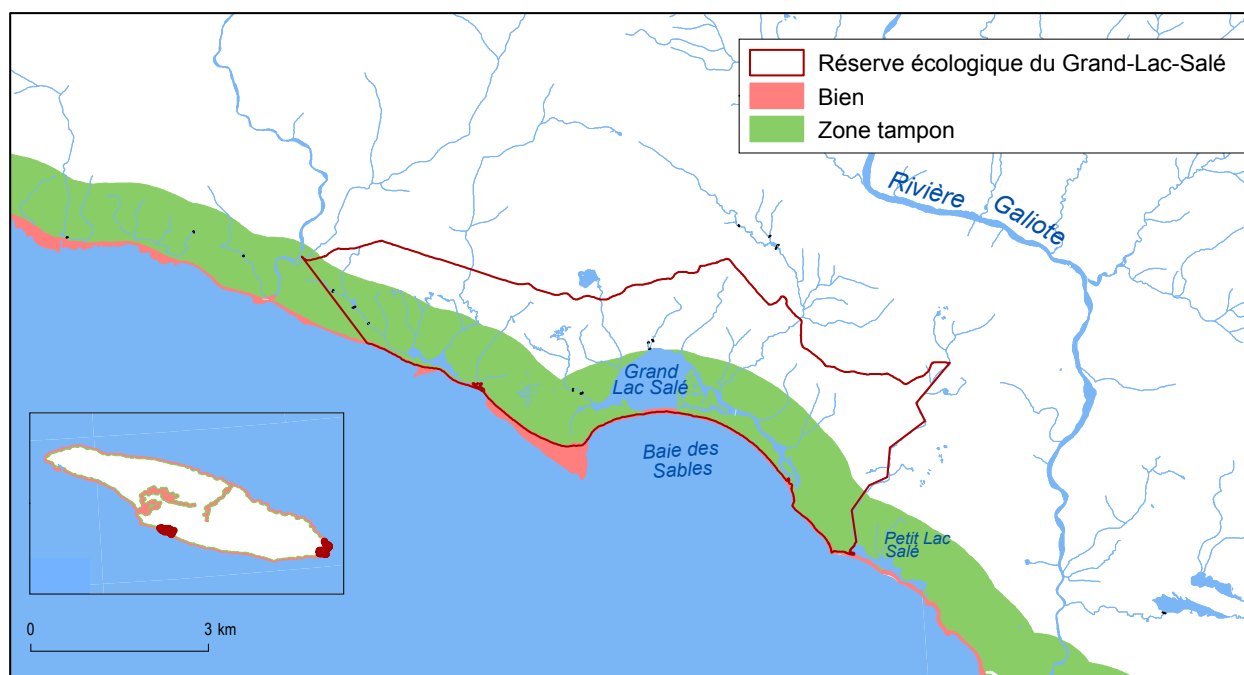 Réserve écologique du Grand-Lac-Salé
Bien
Zone tampon
Rivière Galiote
Grand
Lac Salé
Baie des
Sables
Petit Lac
Salé
0 3 km